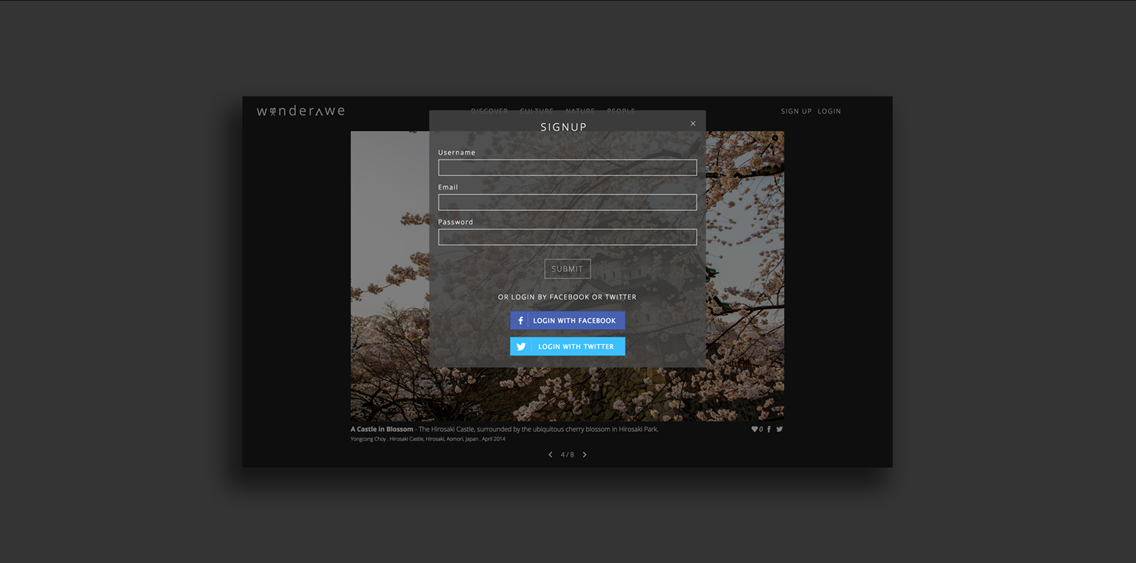 wonderʌwe
DISCOVER CULTURE NATURE PEOPLE
SIGN UP LOGIN
SIGNUP
×
Username
Email
Password
SUBMIT
OR LOGIN BY FACEBOOK OR TWITTER
f LOGIN WITH FACEBOOK
LOGIN WITH TWITTER
A Castle in Blossom - The Hirosaki Castle, surrounded by the ubiquitous cherry blossom in Hirosaki Park.
0 f
Yongcong Choy . Hirosaki Castle, Hirosaki, Aomori, Japan . April 2014
4/8